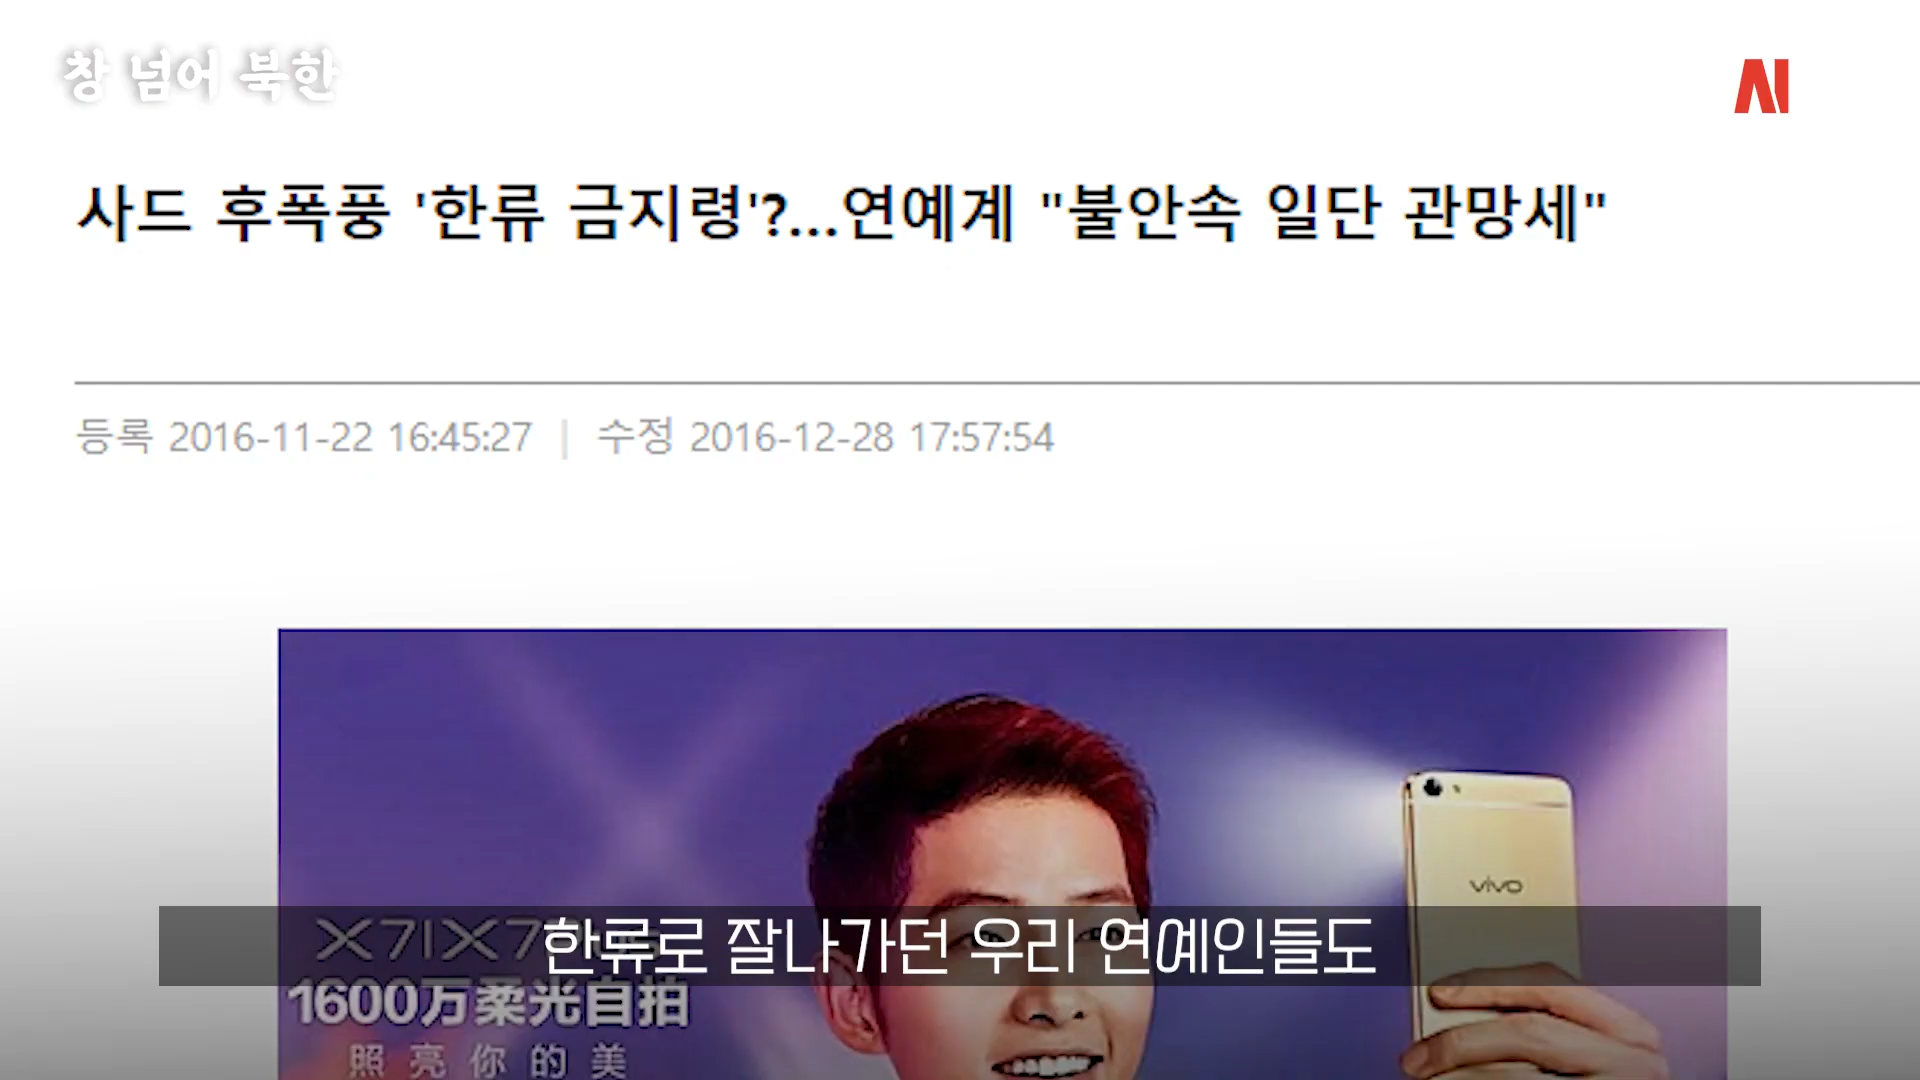 창 넘어 북한
사드 후폭풍 '한류 금지령'?...연예계 "불안속 일단 관망세"
등록 2016-11-22 16:45:27 | 수정 2016-12-28 17:57:54
vivo
한류로 잘나가던 우리 연예인들도
1600万柔光自拍
照亮你的美